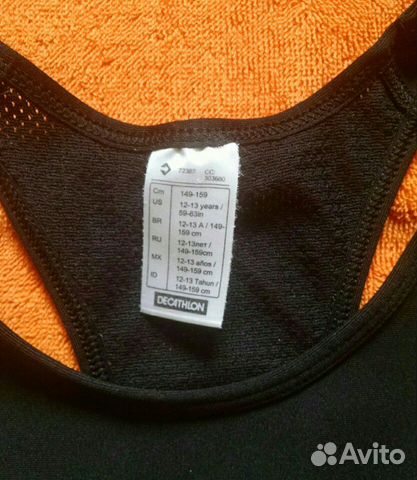 72387 CC
303680
Cm 149-159
US 12-13 years /
59-63in
BR 12-13 A / 149-
159 cm
RU 12-13лет /
149-159cm
MX 12-13 años /
149-159 cm
ID 12-13 Tahun /
149-159 cm
DECATHLON
Avito